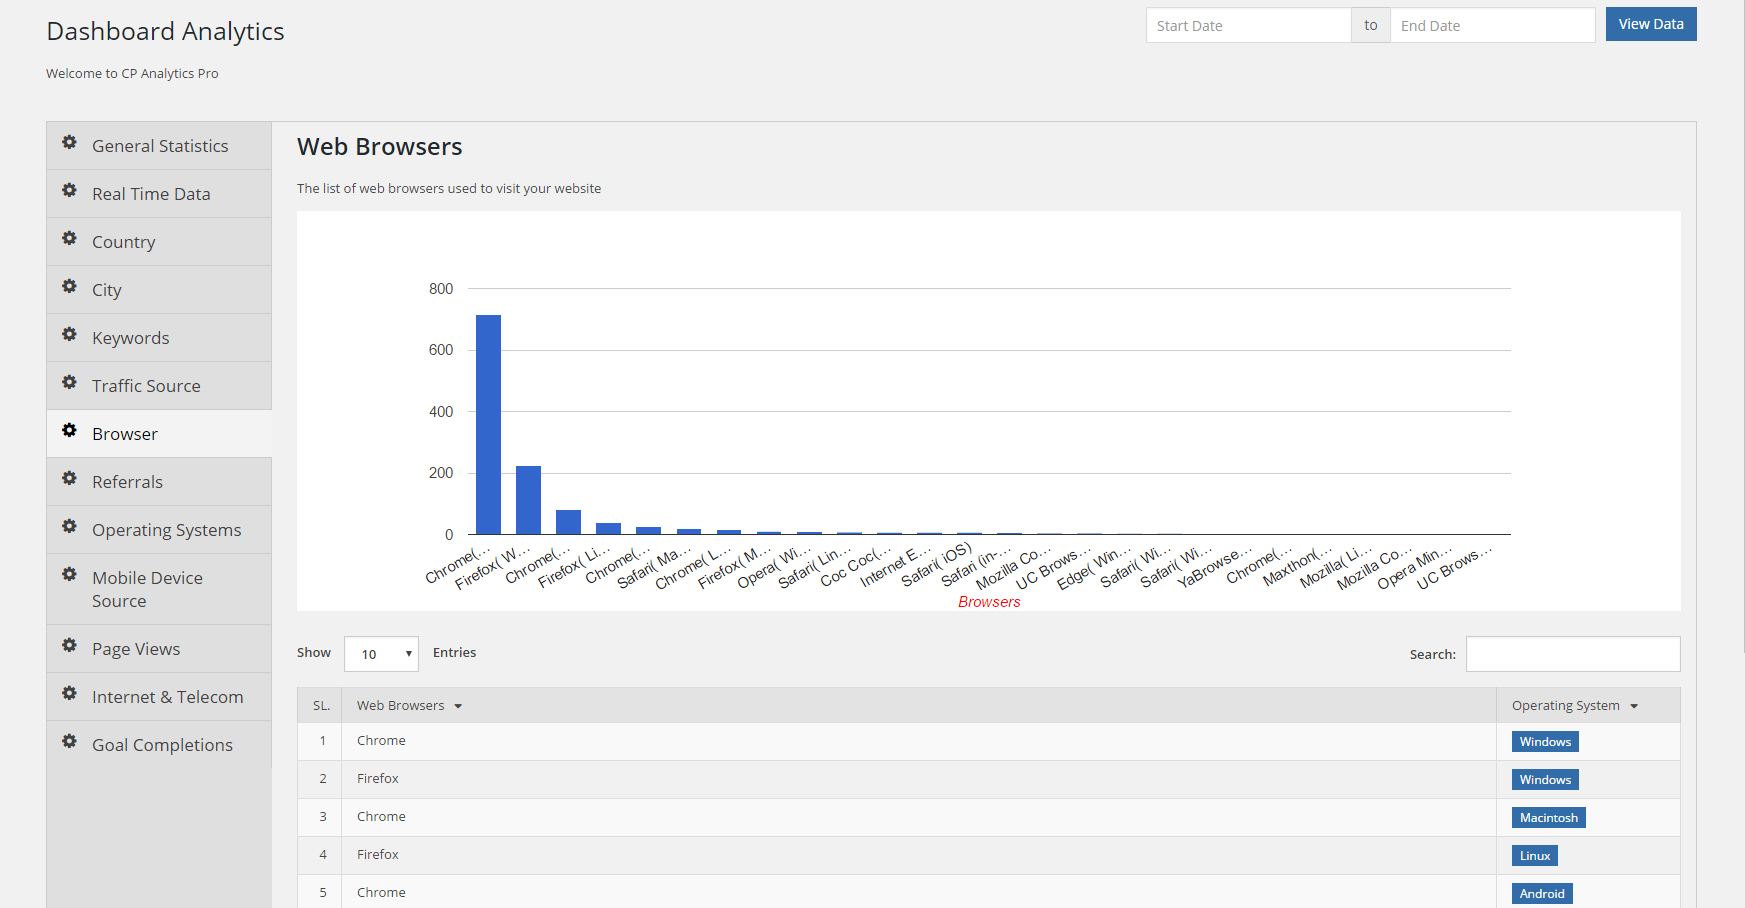 Dashboard Analytics
Start Date to End Date View Data
Welcome to CP Analytics Pro
General Statistics
Real Time Data
Country
City
Keywords
Traffic Source
Browser
Referrals
Operating Systems
Mobile Device
Source
Page Views
Internet & Telecom
Goal Completions
Web Browsers
The list of web browsers used to visit your website
800
600
400
200
0
Chrome(...
Firefox( W...
Chrome(...
Firefox( Li...
Chrome(...
Safari( Ma...
Chrome( L...
Firefox( M...
Opera( Wi...
Safari( Lin...
Coc Coc(...
Internet E...
Safari( iOS)
Safari (in-...
Mozilla Co...
UC Brows...
Edge( Win...
Safari( Wi...
Safari( Wi...
YaBrowse...
Chrome(...
Maxthon(...
Mozilla( Li...
Mozilla Co...
Opera Min...
UC Brows...
Browsers
Show 10 Entries
Search:
SL. Web Browsers Operating System
1 Chrome Windows
2 Firefox Windows
3 Chrome Macintosh
4 Firefox Linux
5 Chrome Android